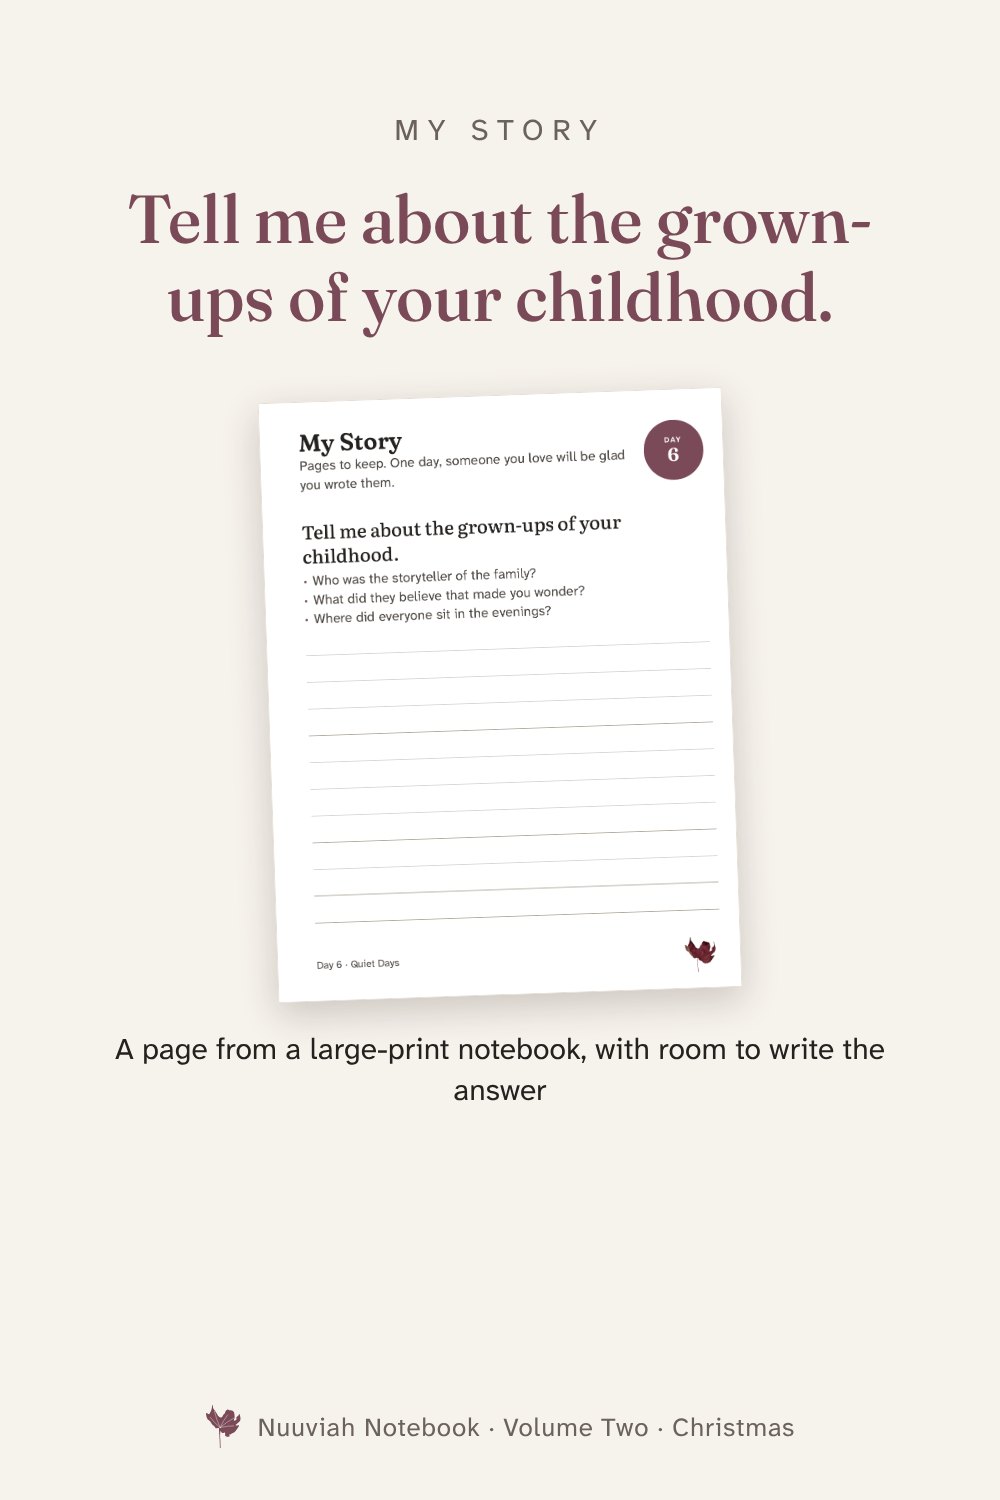 MY STORY
Tell me about the grown-
ups of your childhood.
My Story
Pages to keep. One day, someone you love will be glad
you wrote them.
DAY
6
Tell me about the grown-ups of your
childhood.
• Who was the storyteller of the family?
• What did they believe that made you wonder?
• Where did everyone sit in the evenings?
Day 6 · Quiet Days
A page from a large-print notebook, with room to write the
answer
Nuuviah Notebook · Volume Two · Christmas